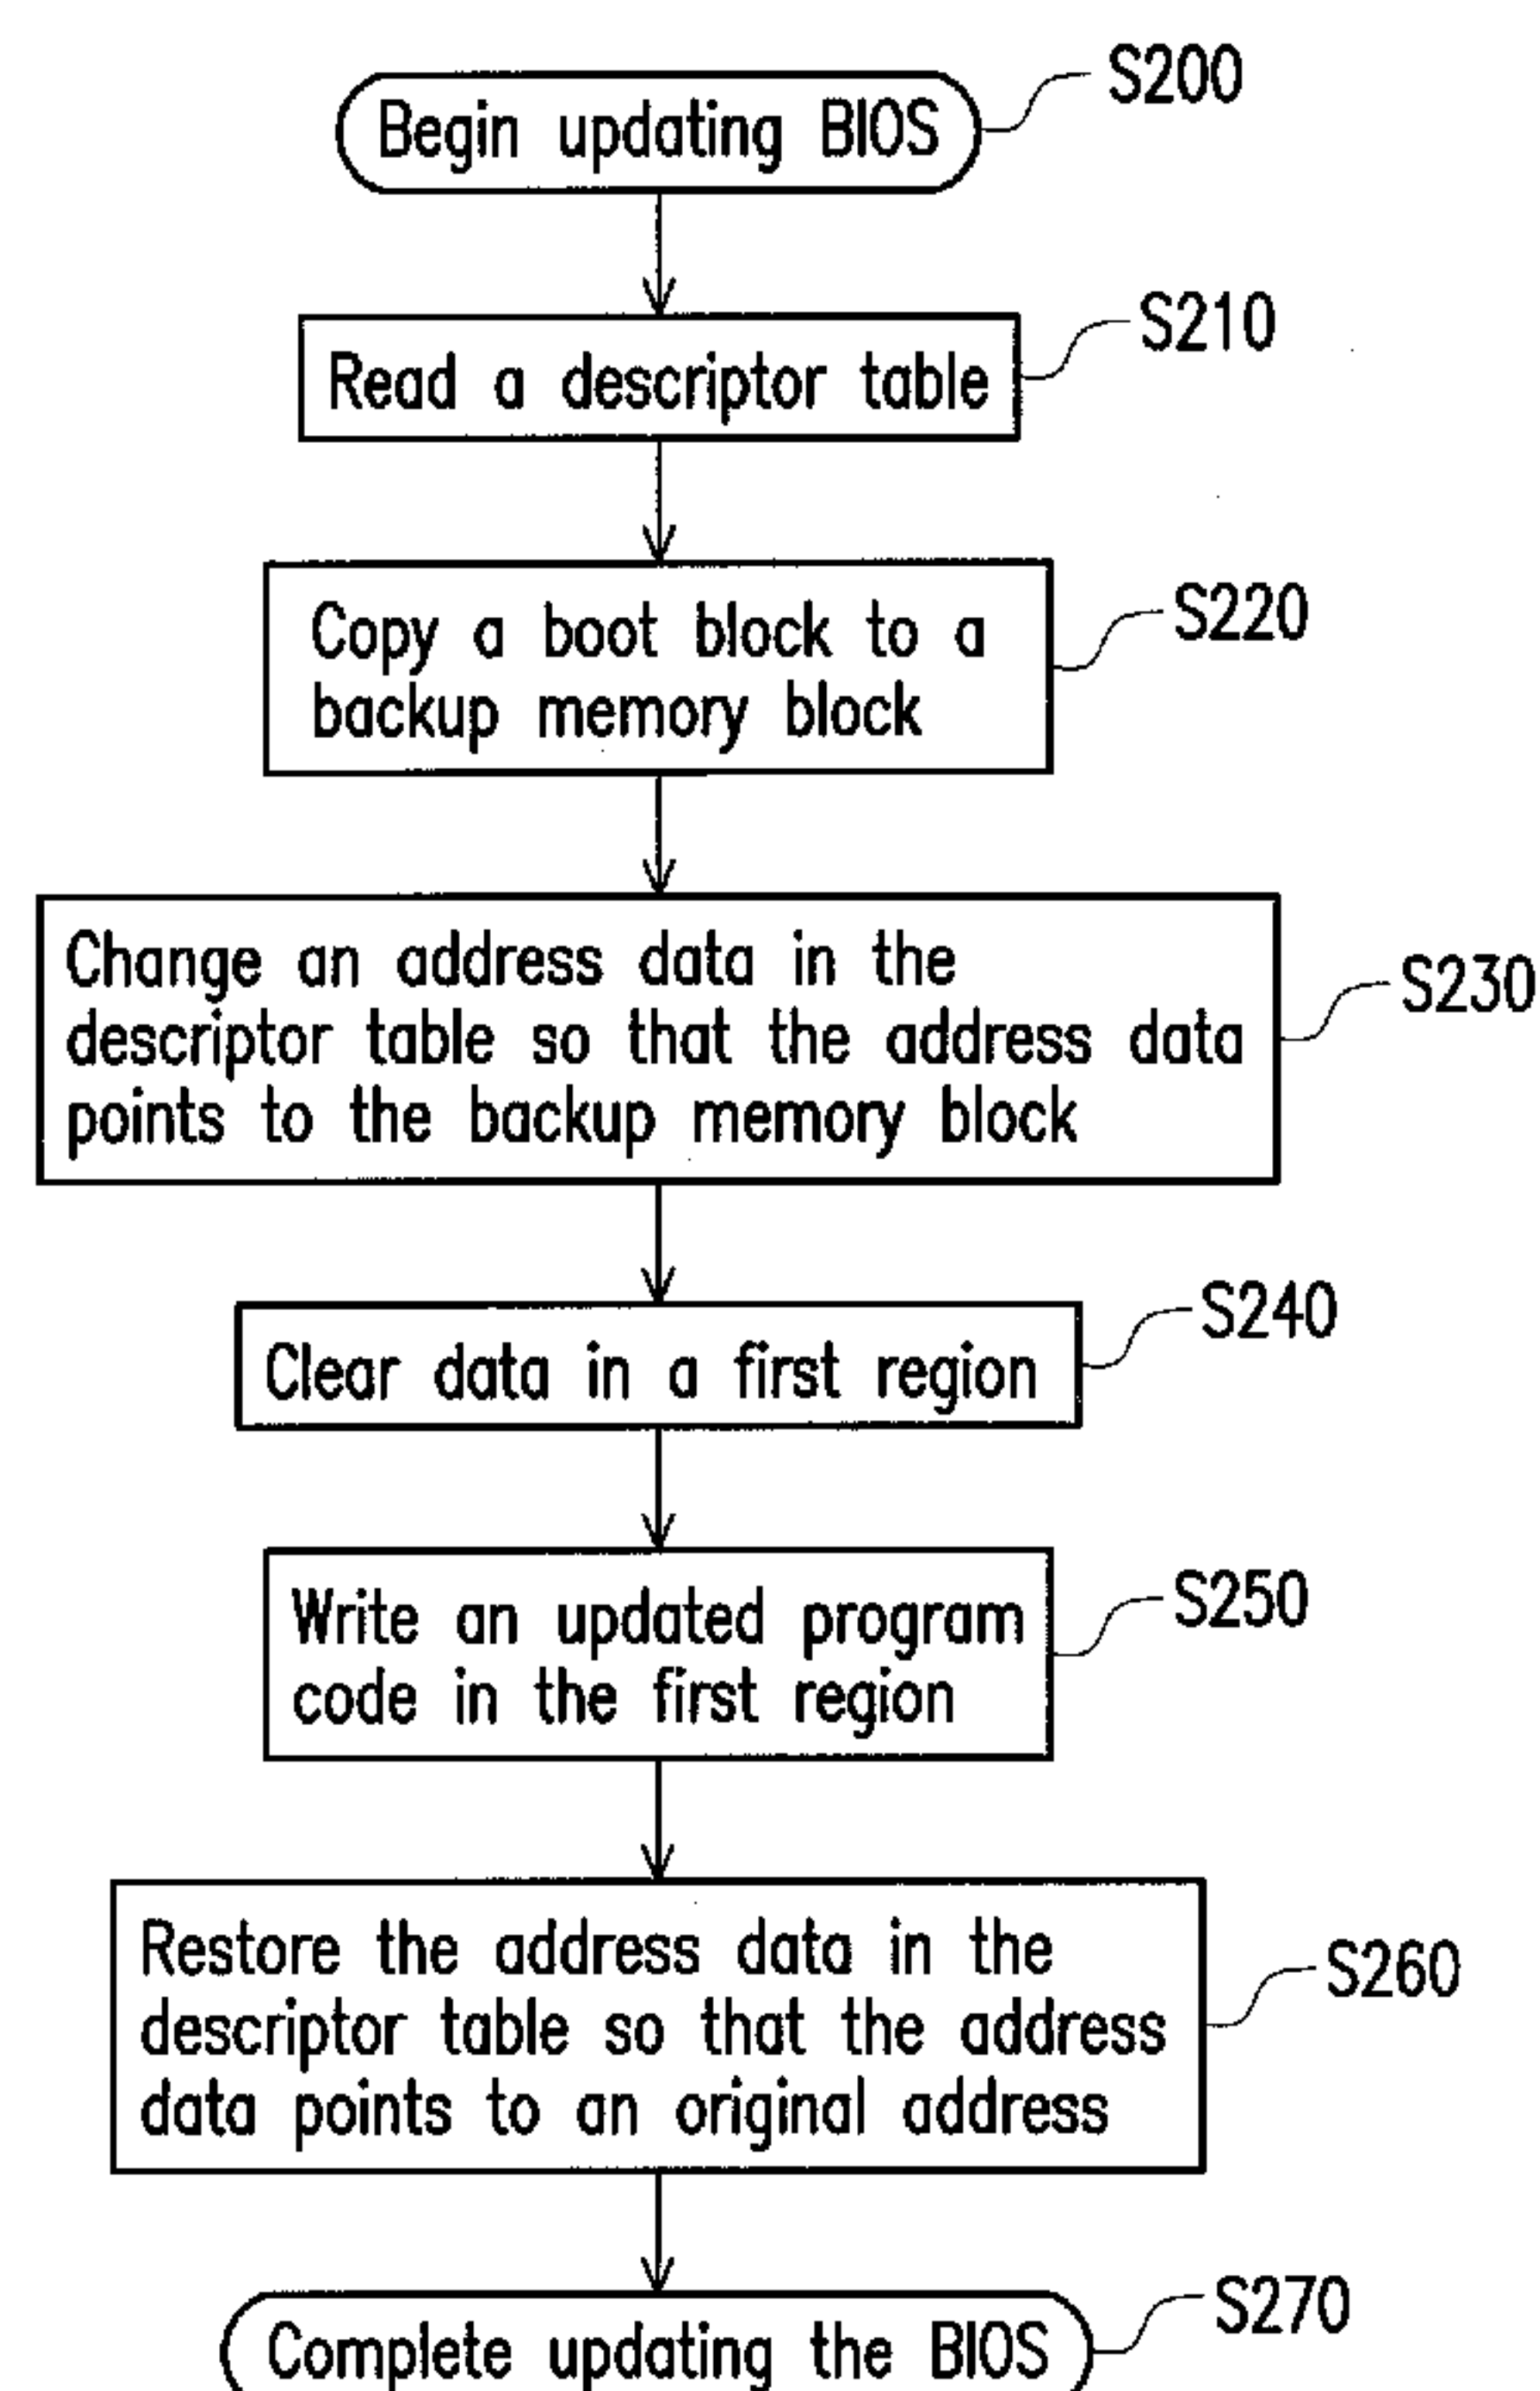 Begin updating BIOS
S200
Read a descriptor table
S210
Copy a boot block to a
backup memory block
S220
Change an address data in the
descriptor table so that the address data
points to the backup memory block
S230
Clear data in a first region
S240
Write an updated program
code in the first region
S250
Restore the address data in the
descriptor table so that the address
data points to an original address
S260
Complete updating the BIOS
S270